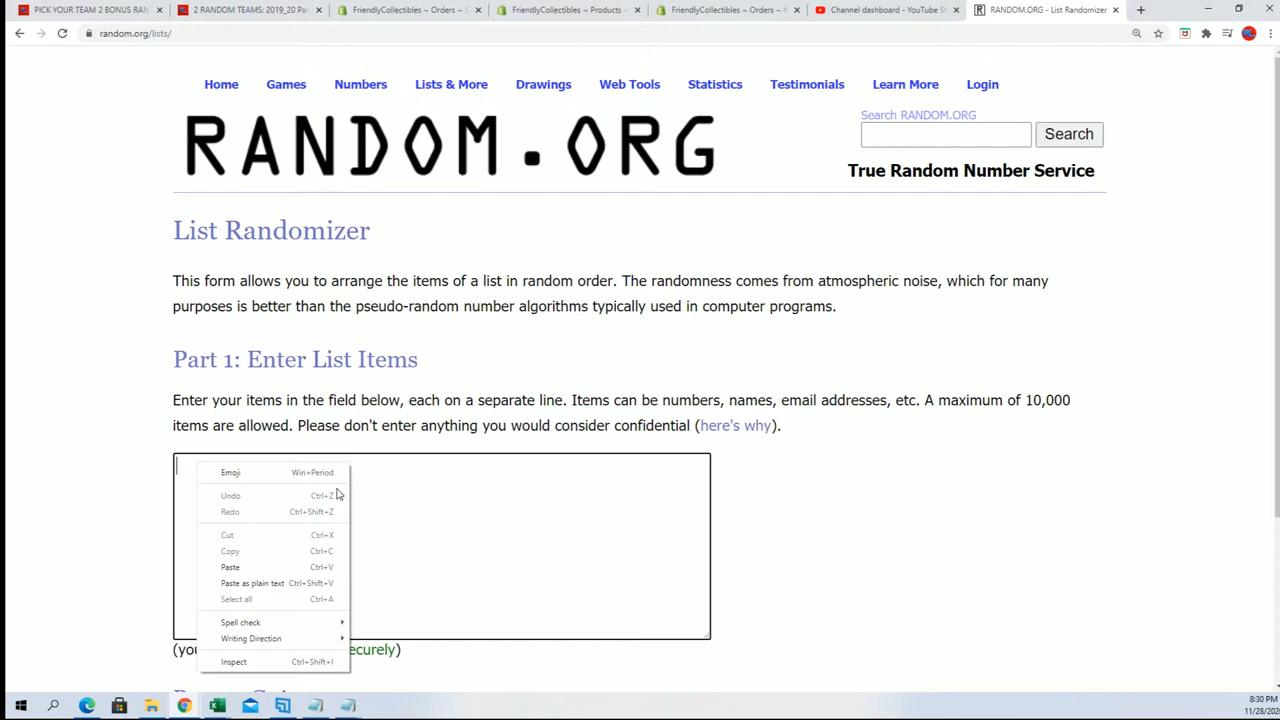 PICK YOUR TEAM 2 BONUS RAN
2 RANDOM TEAMS: 2019_20 Pa
FriendlyCollectibles ~ Orders ~ S
FriendlyCollectibles ~ Products ~
FriendlyCollectibles ~ Orders ~ #
Channel dashboard - YouTube St
RANDOM.ORG - List Randomizer
random.org/lists/
Home Games Numbers Lists & More Drawings Web Tools Statistics Testimonials Learn More Login
RANDOM.ORG
Search RANDOM.ORG
Search
True Random Number Service
List Randomizer
This form allows you to arrange the items of a list in random order. The randomness comes from atmospheric noise, which for many
purposes is better than the pseudo-random number algorithms typically used in computer programs.
Part 1: Enter List Items
Enter your items in the field below, each on a separate line. Items can be numbers, names, email addresses, etc. A maximum of 10,000
items are allowed. Please don't enter anything you would consider confidential (here's why).
Emoji Win+Period
Undo Ctrl+Z
Redo Ctrl+Shift+Z
Cut Ctrl+X
Copy Ctrl+C
Paste Ctrl+V
Paste as plain text Ctrl+Shift+V
Select all Ctrl+A
Spell check
Writing Direction
Inspect Ctrl+Shift+I
(you
ecurely)
8:30 PM
11/28/20